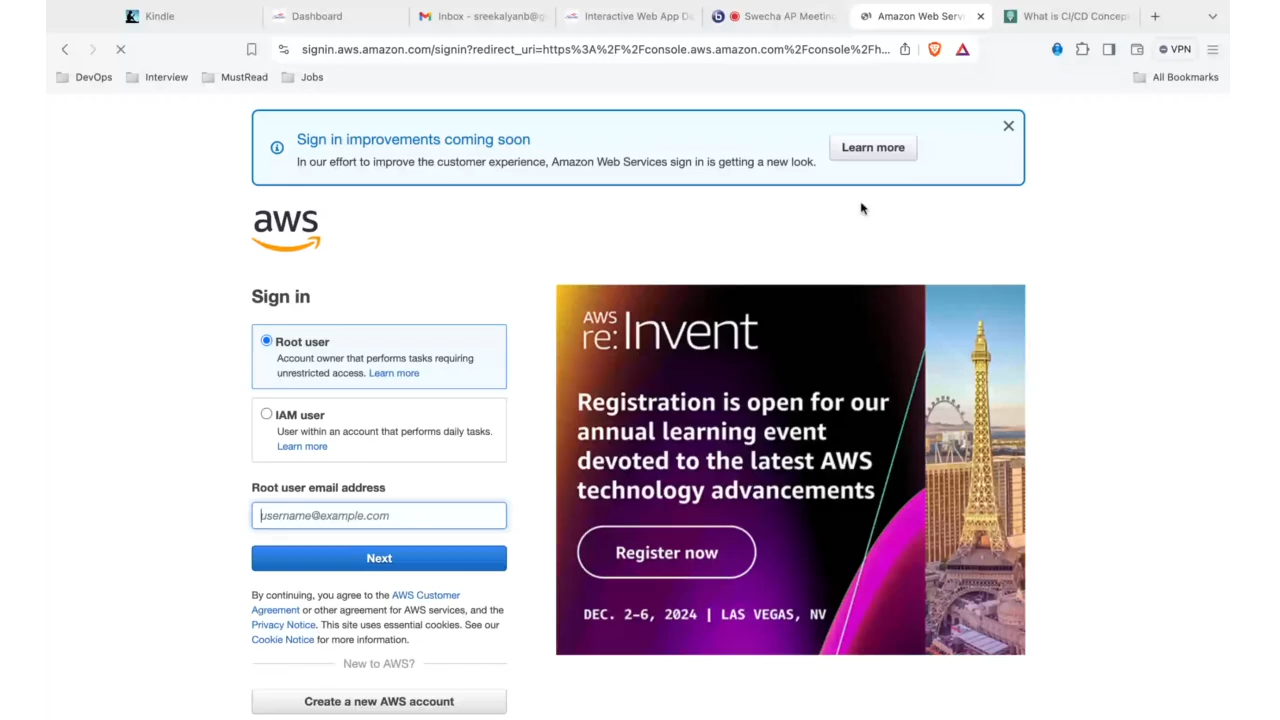 Kindle
Dashboard
Inbox - sreekalyanb@g
Interactive Web App De
Swecha AP Meeting
Amazon Web Servi
What is CI/CD Concep
signin.aws.amazon.com/signin?redirect_uri=https%3A%2F%2Fconsole.aws.amazon.com%2Fconsole%2Fh...
VPN
DevOps
Interview
MustRead
Jobs
All Bookmarks
Sign in improvements coming soon
In our effort to improve the customer experience, Amazon Web Services sign in is getting a new look.
Learn more
aws
Sign in
Root user
Account owner that performs tasks requiring
unrestricted access. Learn more
IAM user
User within an account that performs daily tasks.
Learn more
Root user email address
username@example.com
Next
By continuing, you agree to the AWS Customer
Agreement or other agreement for AWS services, and the
Privacy Notice. This site uses essential cookies. See our
Cookie Notice for more information.
New to AWS?
Create a new AWS account
AWS
re:Invent
Registration is open for our
annual learning event
devoted to the latest AWS
technology advancements
Register now
DEC. 2-6, 2024 | LAS VEGAS, NV